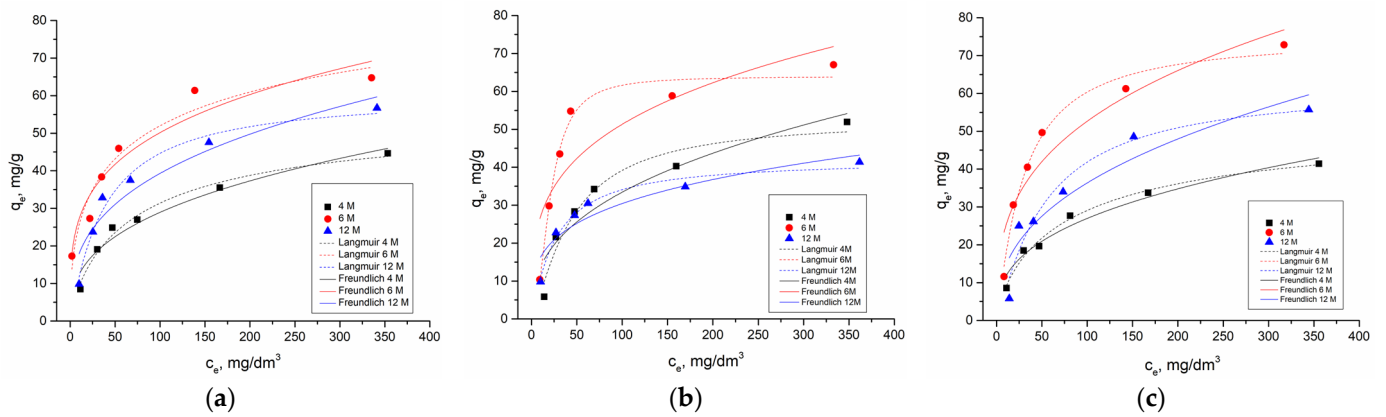 80
70
60
50
40
30
20
10
0
qe, mg/g
0 50 100 150 200 250 300 350 400
ce, mg/dm³
4 M
6 M
12 M
Langmuir 4 M
Langmuir 6 M
Langmuir 12 M
Freundlich 4 M
Freundlich 6 M
Freundlich 12 M
(a)
80
70
60
50
40
30
20
10
0
qe, mg/g
0 50 100 150 200 250 300 350 400
ce, mg/dm³
4 M
6 M
12 M
Langmuir 4M
Langmuir 6M
Langmuir 12M
Freundlich 4M
Freundlich 6M
Freundlich 12M
(b)
80
70
60
50
40
30
20
10
0
qe, mg/g
0 50 100 150 200 250 300 350 400
ce, mg/dm³
4 M
6 M
12 M
Langmuir 4 M
Langmuir 6 M
Langmuir 12 M
Freundlich 4 M
Freundlich 6 M
Freundlich 12 M
(c)